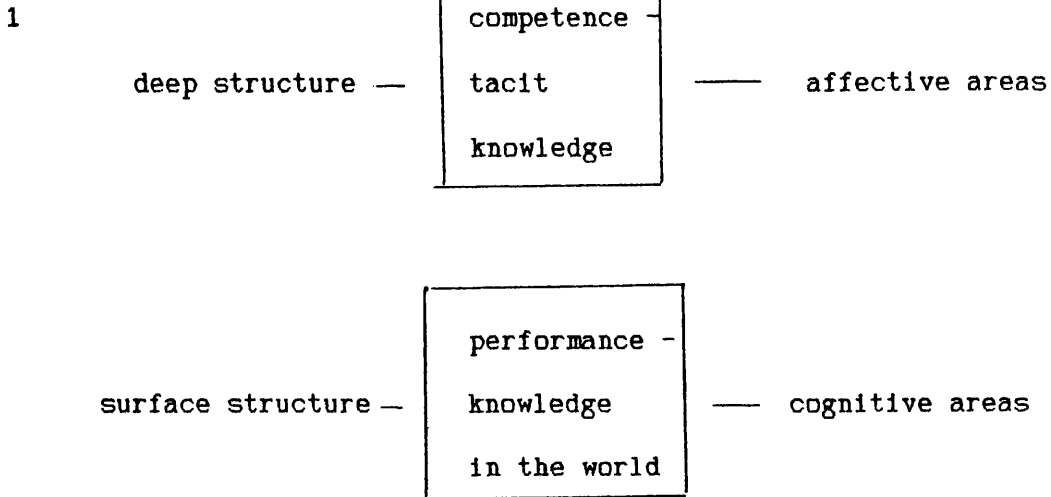 1
competence -
deep structure — tacit — affective areas
knowledge
performance -
surface structure — knowledge — cognitive areas
in the world